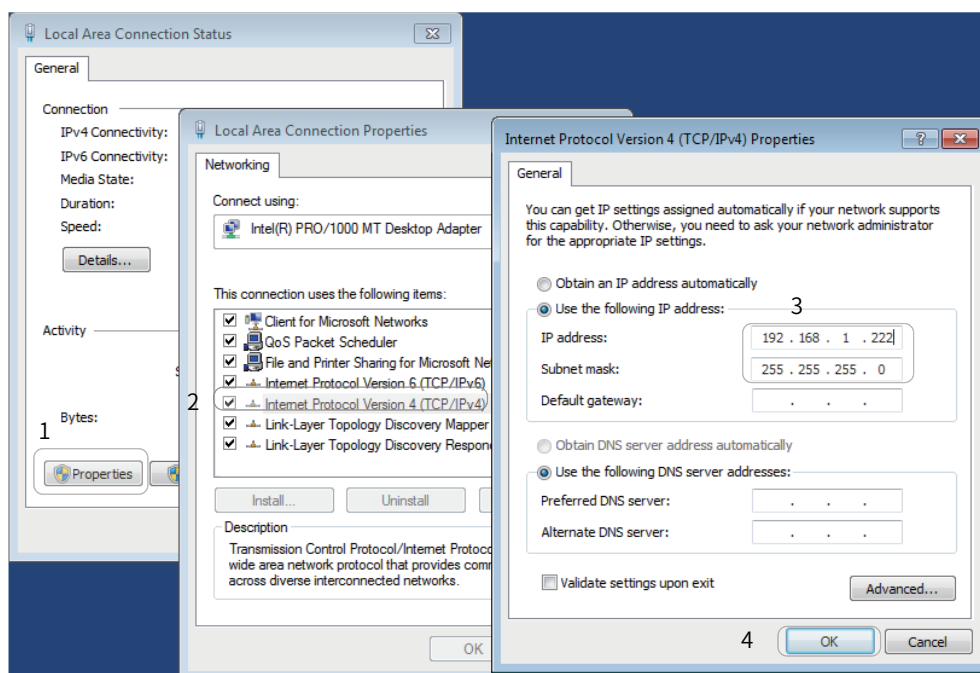 Local Area Connection Status
General
Connection
IPv4 Connectivity:
IPv6 Connectivity:
Media State:
Duration:
Speed:
Details...
Activity
Bytes:
1
Properties
Local Area Connection Properties
Networking
Connect using:
Intel(R) PRO/1000 MT Desktop Adapter
This connection uses the following items:
Client for Microsoft Networks
QoS Packet Scheduler
File and Printer Sharing for Microsoft Ne
Internet Protocol Version 6 (TCP/IPv6)
2
Internet Protocol Version 4 (TCP/IPv4)
Link-Layer Topology Discovery Mapper
Link-Layer Topology Discovery Respon
Install...
Uninstall
Description
Transmission Control Protocol/Internet Protoco
wide area network protocol that provides com
across diverse interconnected networks.
OK
Internet Protocol Version 4 (TCP/IPv4) Properties
General
You can get IP settings assigned automatically if your network supports
this capability. Otherwise, you need to ask your network administrator
for the appropriate IP settings.
Obtain an IP address automatically
Use the following IP address:
3
IP address: 192 . 168 . 1 . 222
Subnet mask: 255 . 255 . 255 . 0
Default gateway: . . .
Obtain DNS server address automatically
Use the following DNS server addresses:
Preferred DNS server: . . .
Alternate DNS server: . . .
Validate settings upon exit
Advanced...
4
OK
Cancel